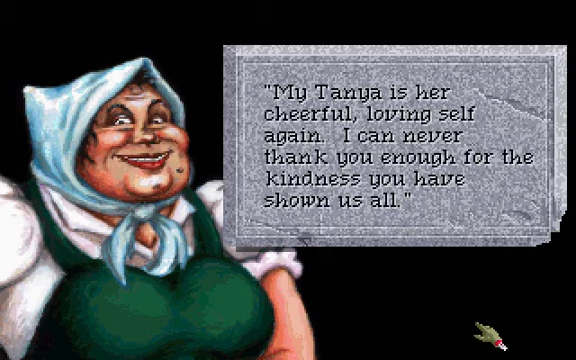 "My Tanya is her
cheerful, loving self
again. I can never
thank you enough for the
kindness you have
shown us all."